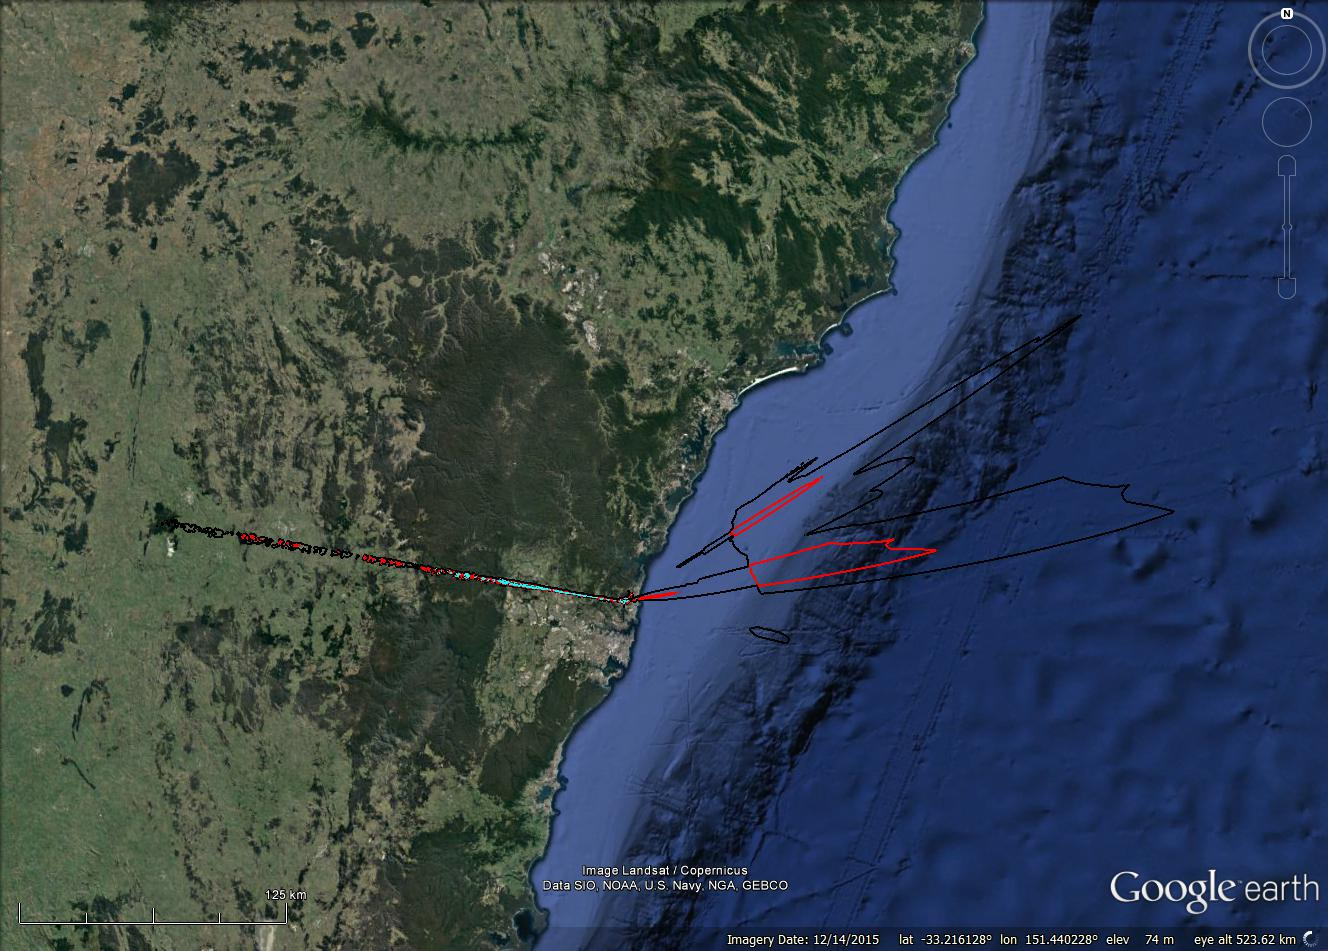 N
125 km
Image Landsat / Copernicus
Data SIO, NOAA, U.S. Navy, NGA, GEBCO
Google earth
Imagery Date: 12/14/2015 lat -33.216128° lon 151.440228° elev 74 m eye alt 523.62 km